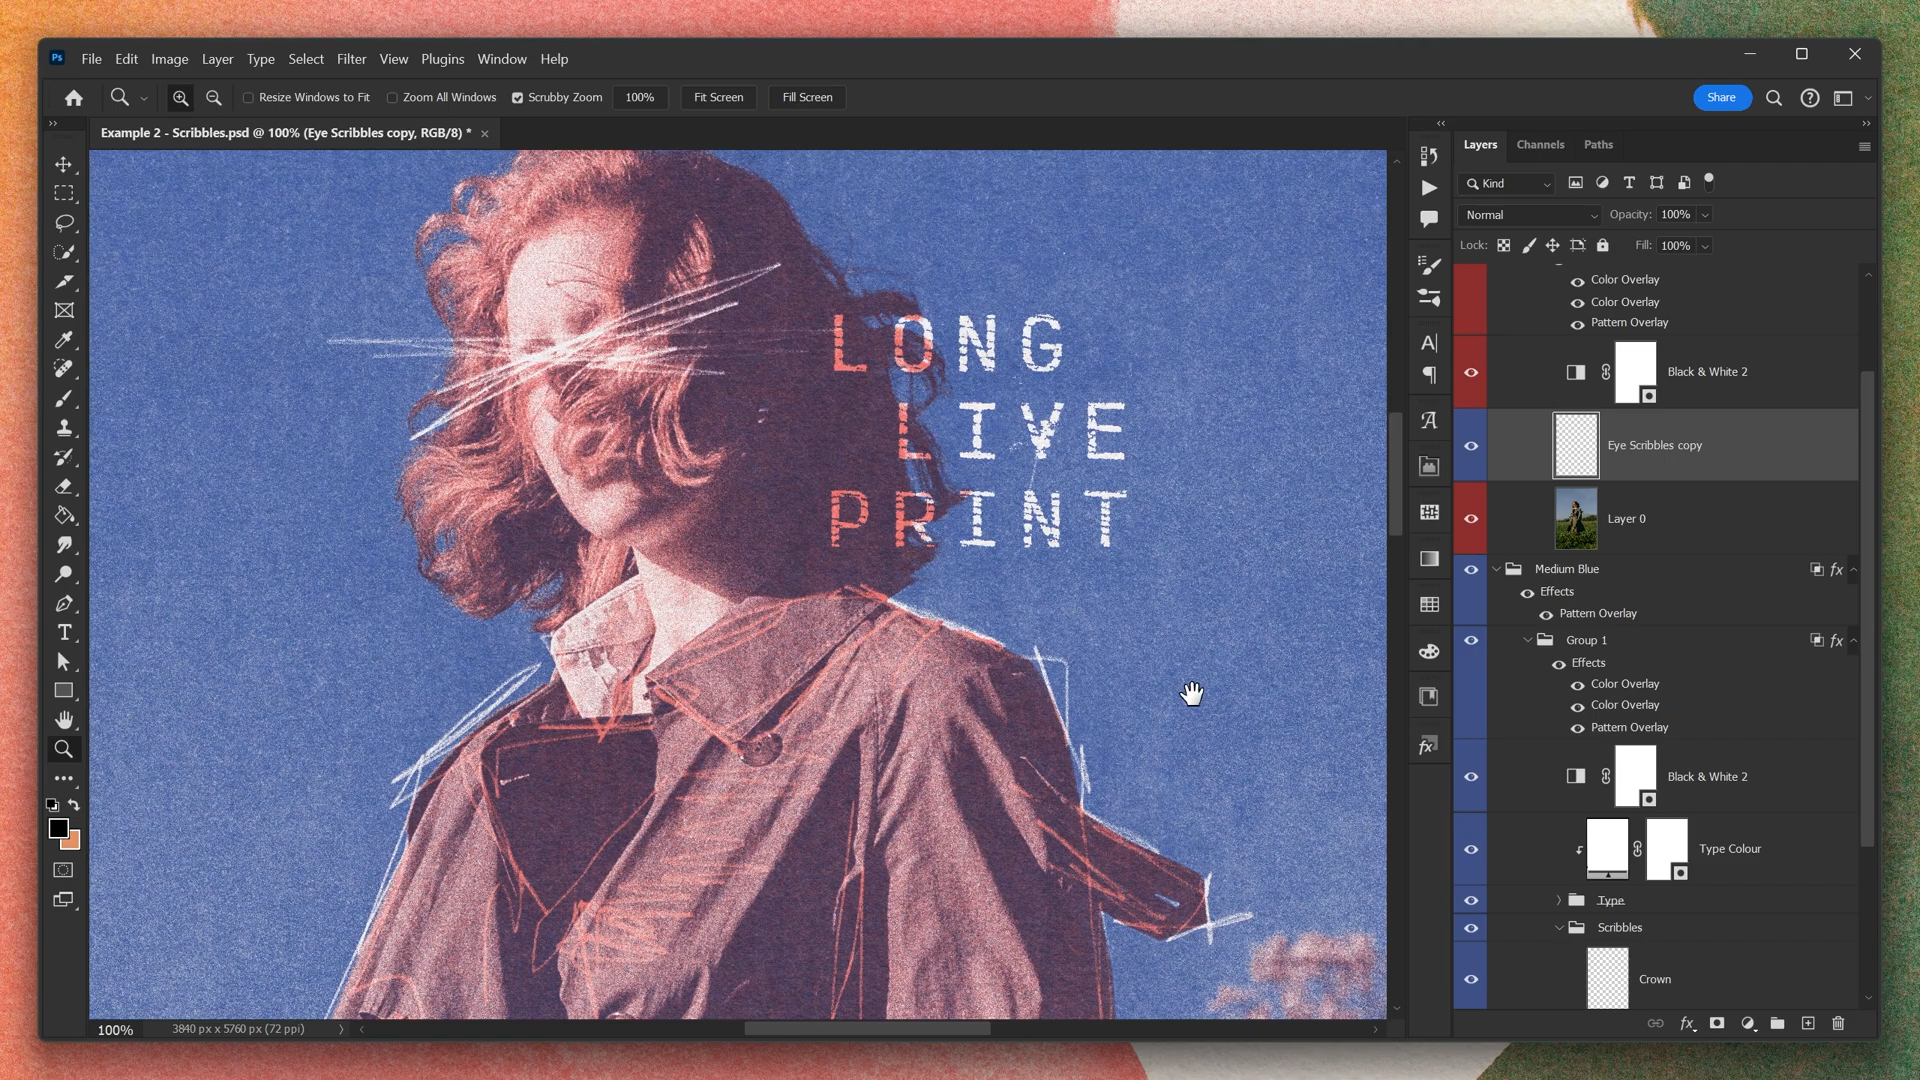 Ps File Edit Image Layer Type Select Filter View Plugins Window Help
Resize Windows to Fit Zoom All Windows Scrubby Zoom 100% Fit Screen Fill Screen Share
Example 2 - Scribbles.psd @ 100% (Eye Scribbles copy, RGB/8) *
Layers Channels Paths
Kind
Normal Opacity: 100%
Lock: Fill: 100%
Color Overlay
Color Overlay
Pattern Overlay
Black & White 2
Eye Scribbles copy
Layer 0
Medium Blue fx
Effects
Pattern Overlay
Group 1 fx
Effects
Color Overlay
Color Overlay
Pattern Overlay
Black & White 2
Type Colour
Type
Scribbles
Crown
LONG
LIVE
PRINT
100% 3840 px x 5760 px (72 ppi)